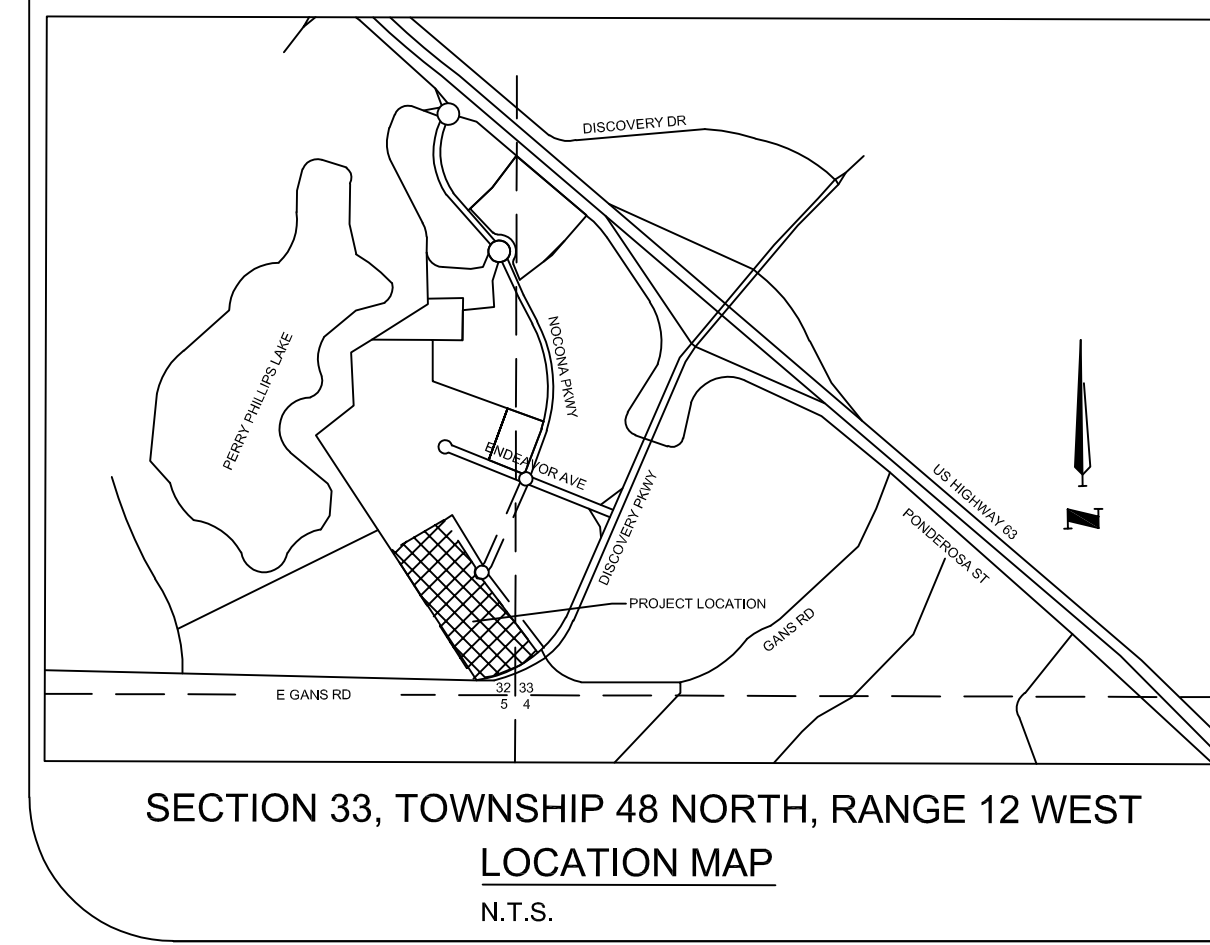 DISCOVERY DR
PERRY PHILLIPS LAKE
NOCONA PKWY
ENDEAVOR AVE
DISCOVERY PKWY
US HIGHWAY 63
PONDEROSA ST
N
PROJECT LOCATION
GANS RD
E GANS RD
32 33
5 4
SECTION 33, TOWNSHIP 48 NORTH, RANGE 12 WEST
LOCATION MAP
N.T.S.